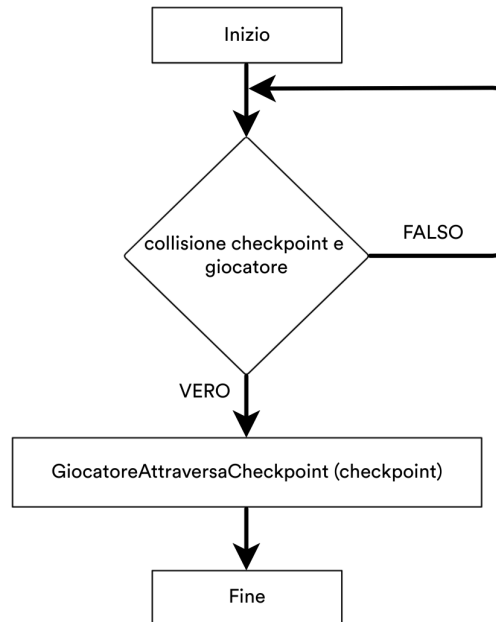 Inizio
collisione checkpoint e
giocatore
FALSO
VERO
GiocatoreAttraversaCheckpoint (checkpoint)
Fine